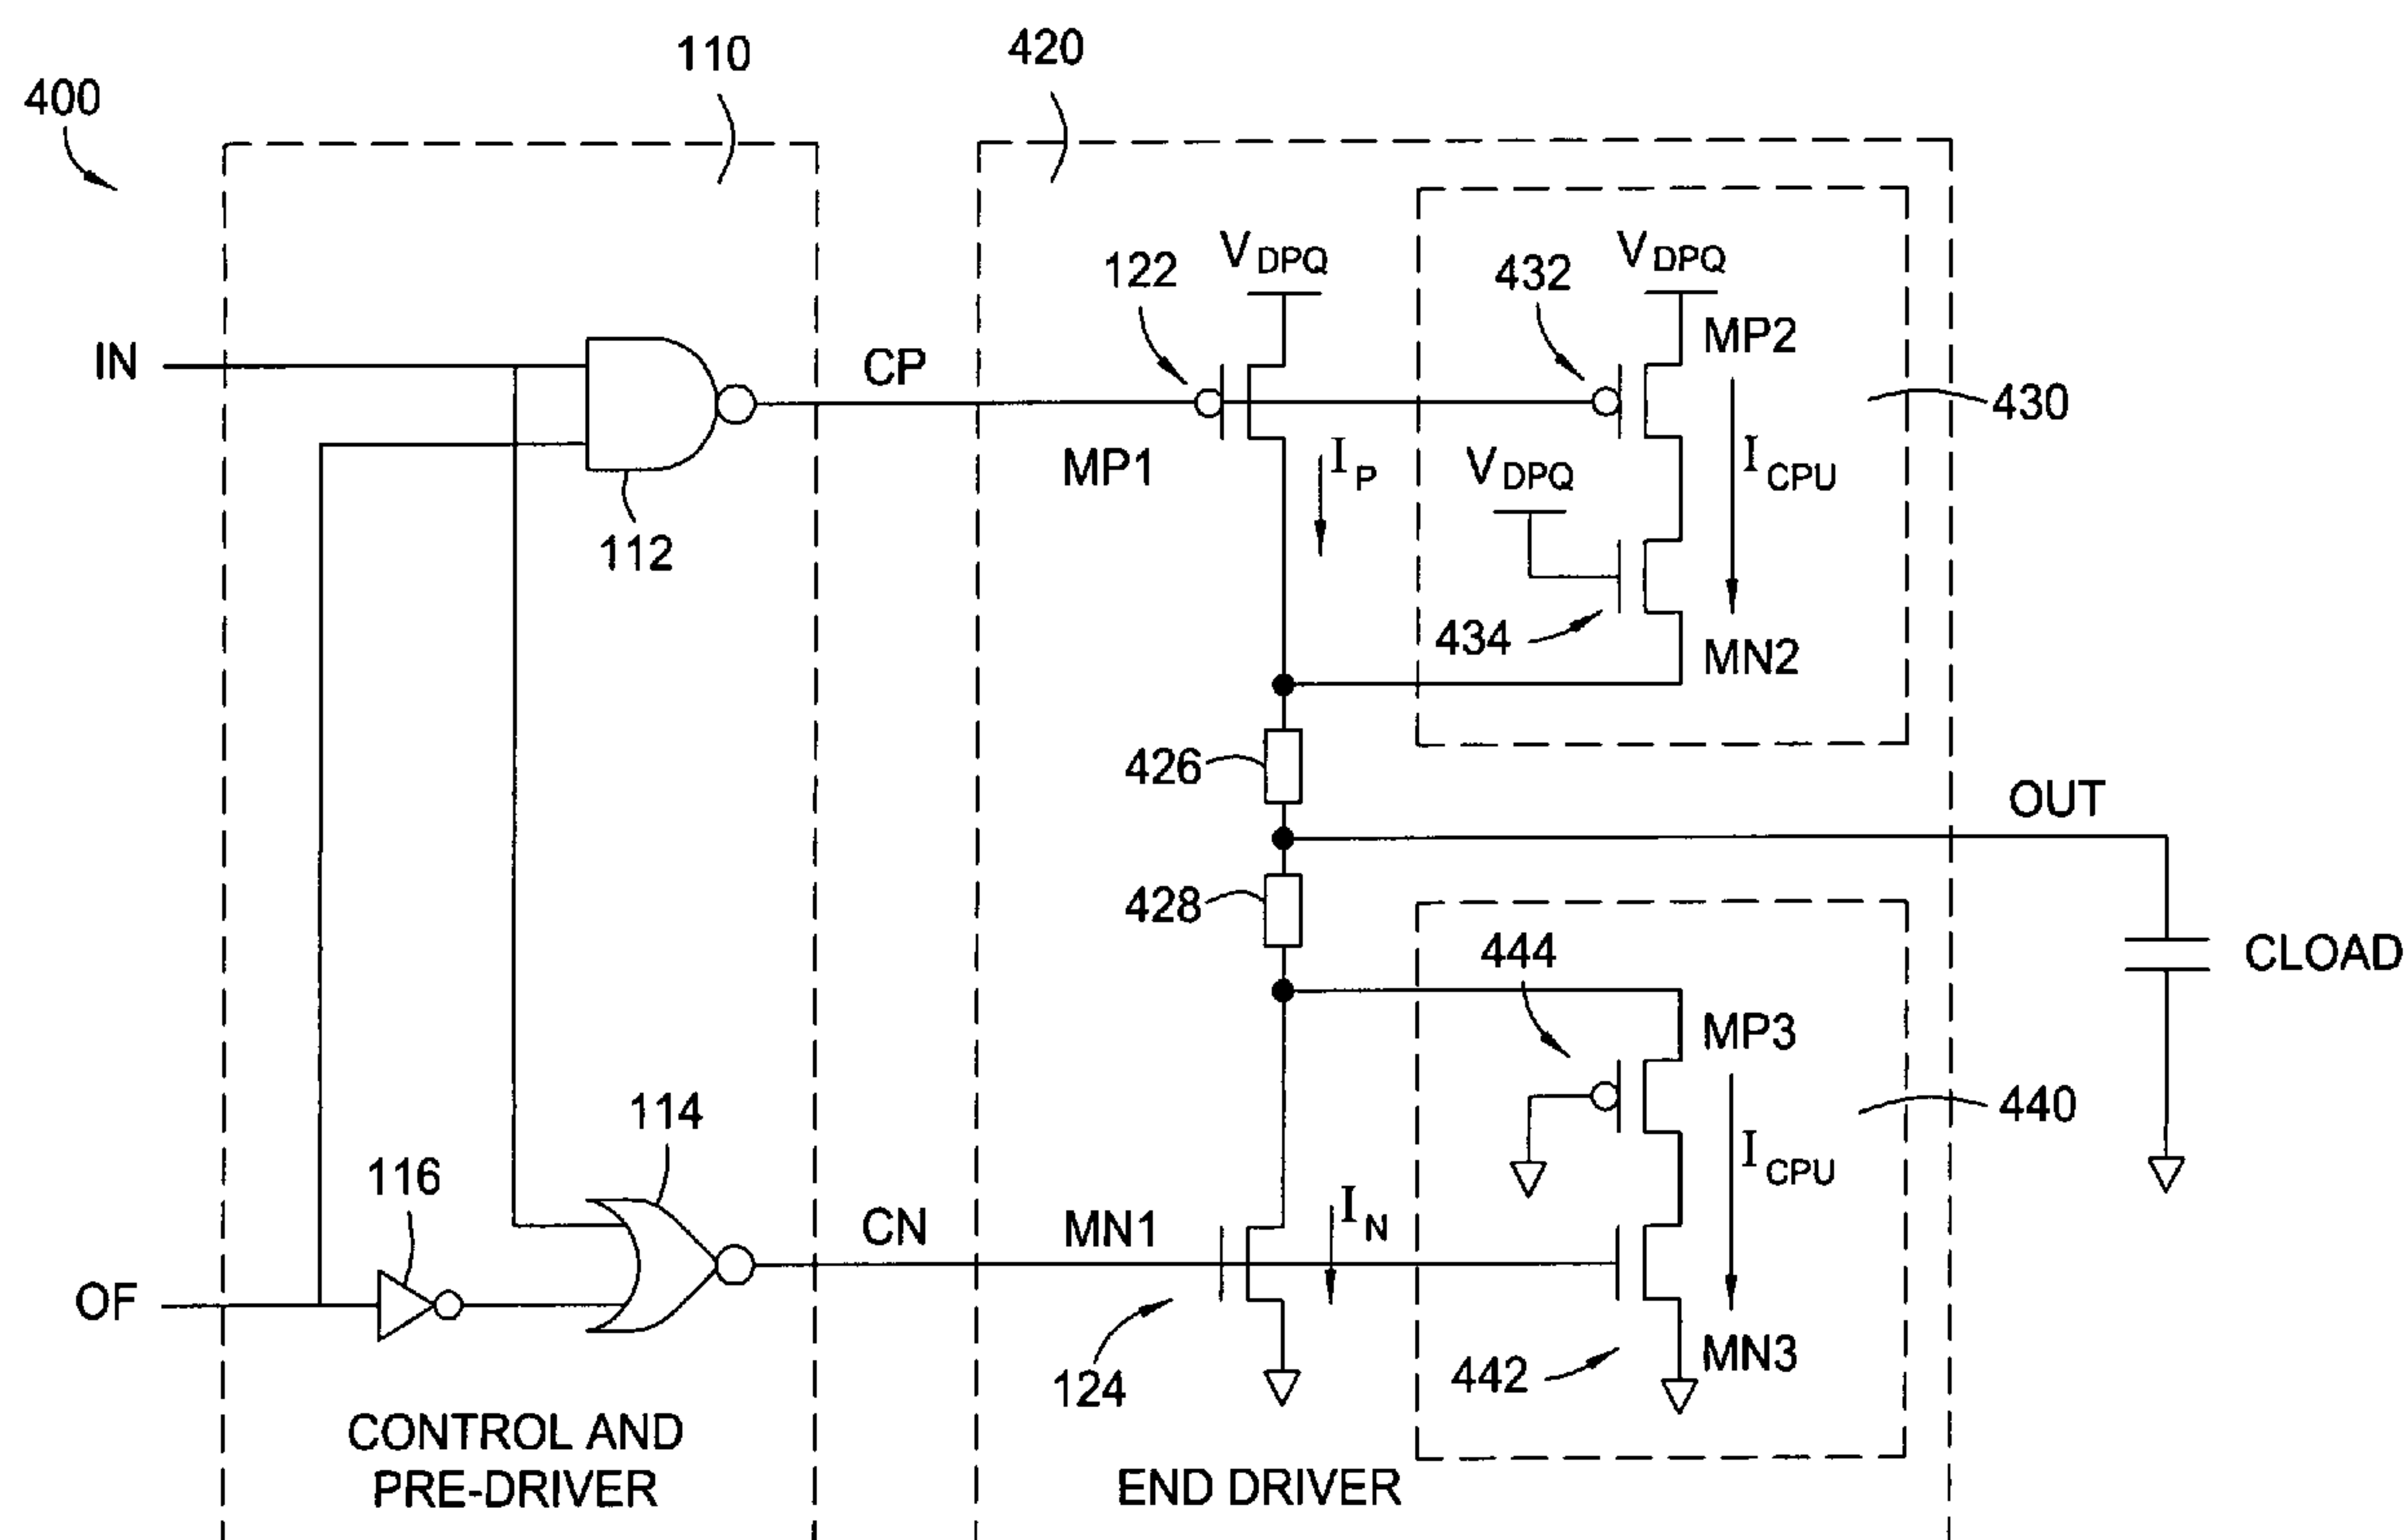 400
110
420
IN
OF
112
114
116
CP
CN
CONTROL AND
PRE-DRIVER
122
VDPQ
MP1
IP
432
VDPQ
MP2
ICPU
VDPQ
434
MN2
430
426
OUT
428
CLOAD
444
MP3
ICPU
440
MN1
IN
124
442
MN3
END DRIVER